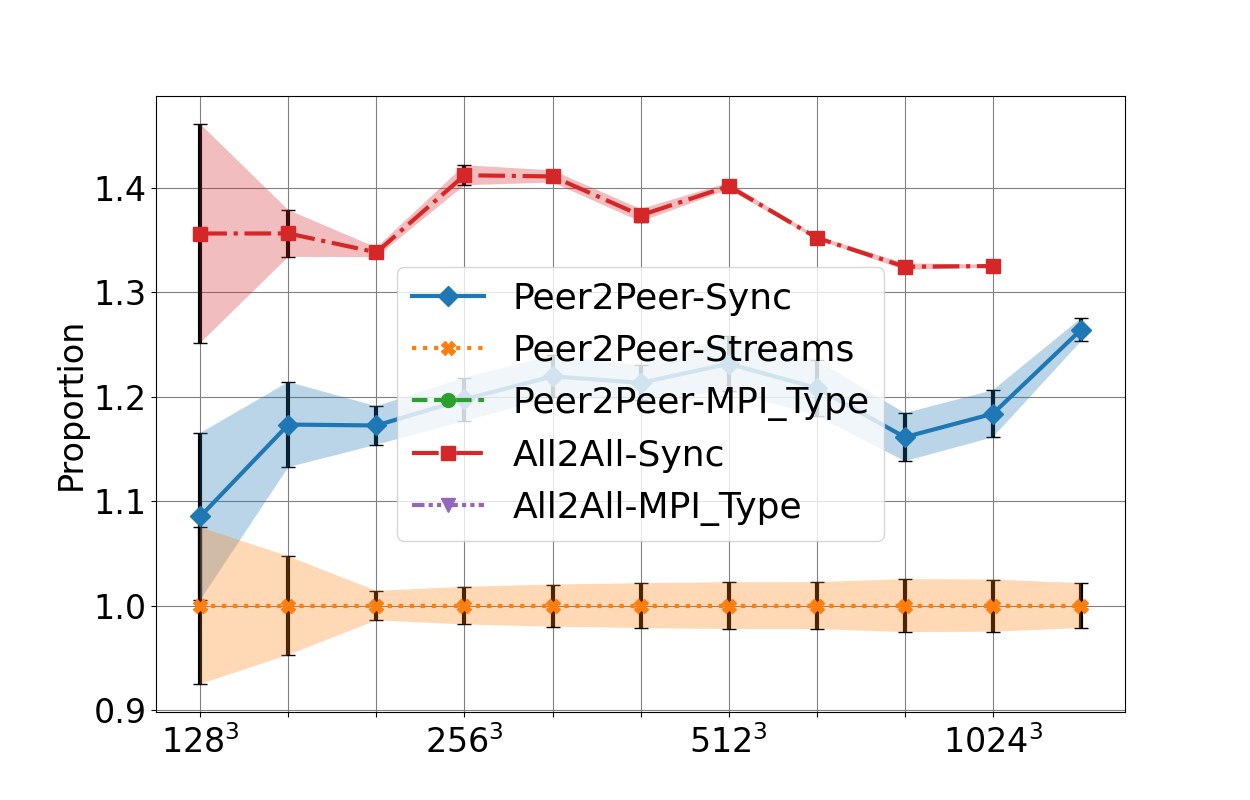 Proportion
1.4
1.3
1.2
1.1
1.0
0.9
Peer2Peer-Sync
Peer2Peer-Streams
Peer2Peer-MPI_Type
All2All-Sync
All2All-MPI_Type
128³ 256³ 512³ 1024³